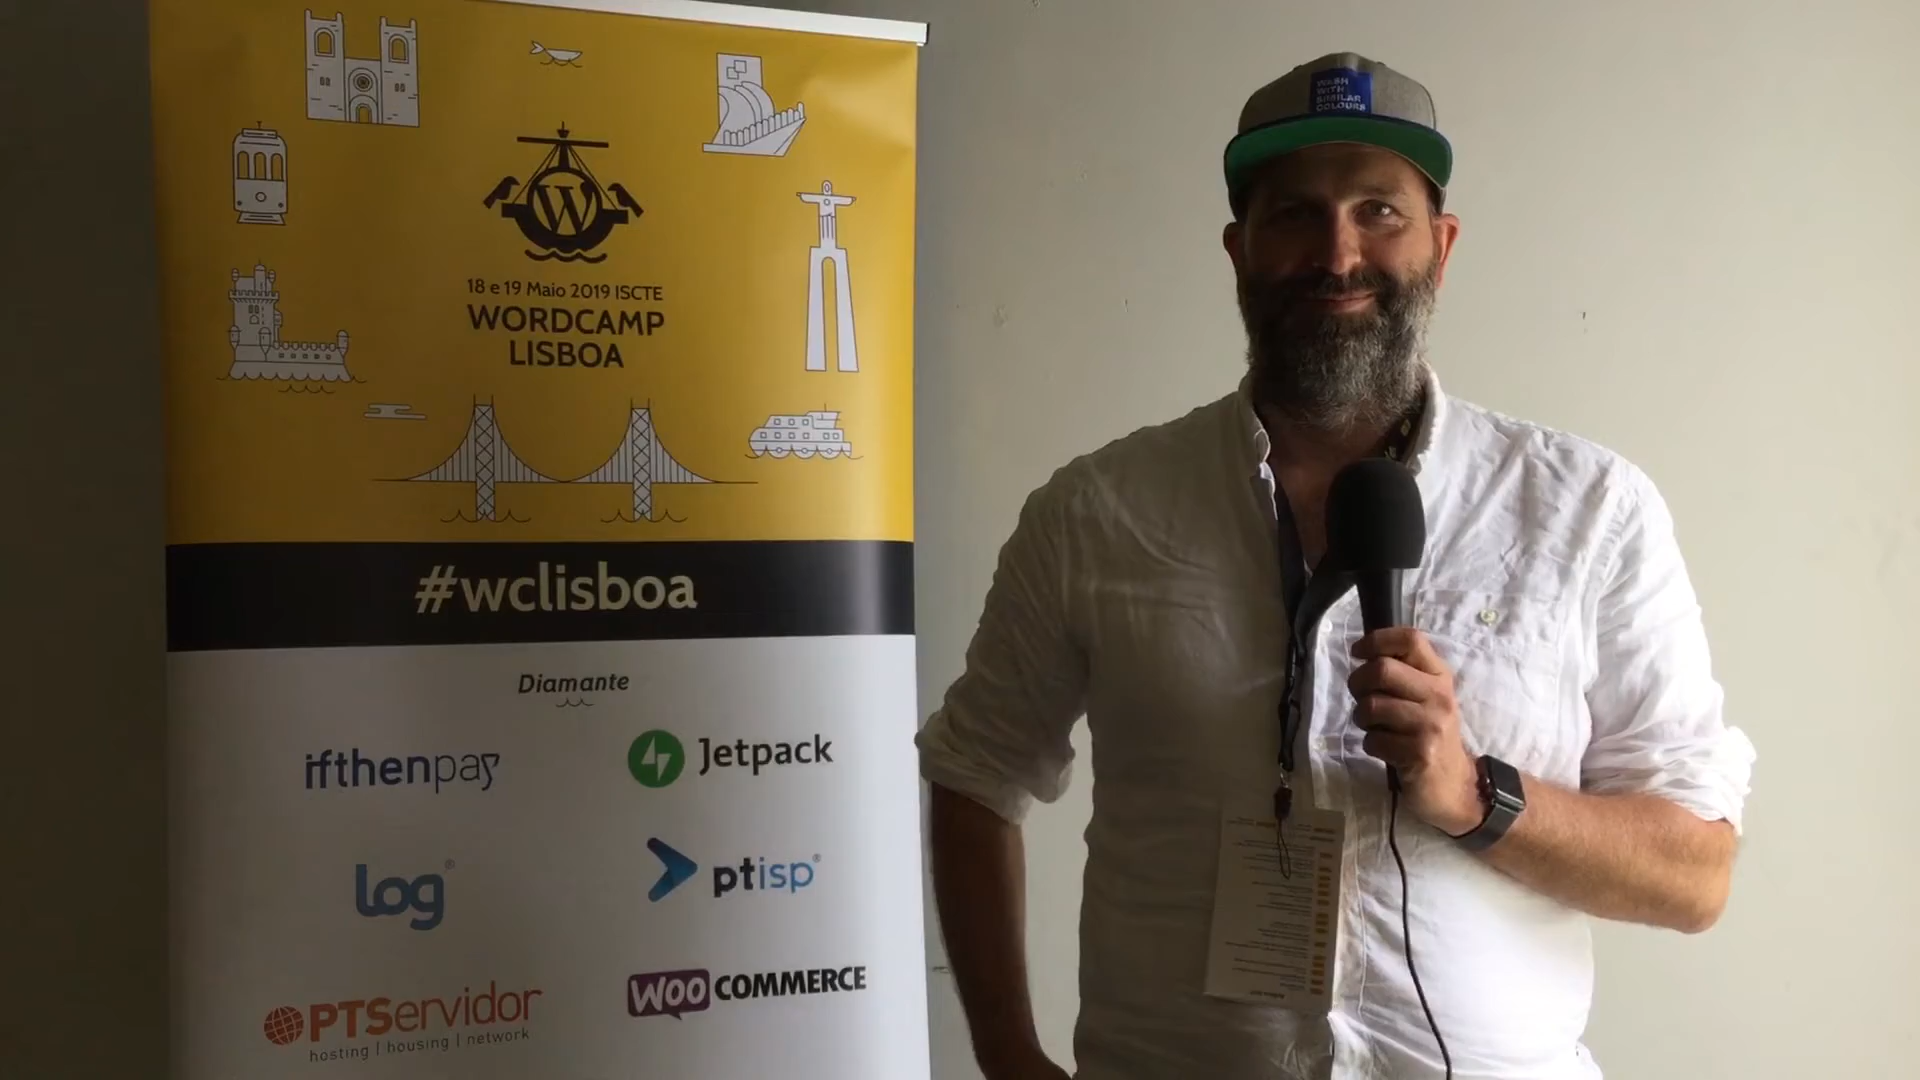 18 e 19 Maio 2019 ISCTE
WORDCAMP
LISBOA
#wclisboa
Diamante
ifthenpay
Jetpack
log®
ptisp®
PTServidor
hosting | housing | network
WOO COMMERCE
WASH
WITH
SIMILAR
COLOURS